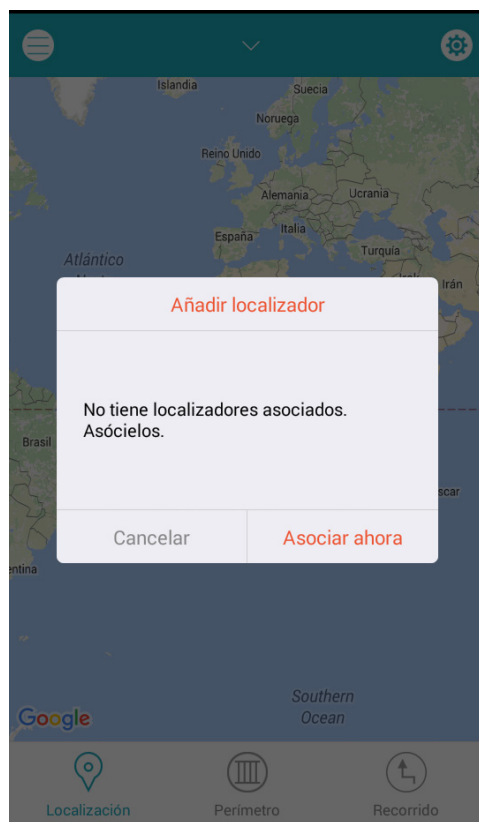 Islandia
Suecia
Noruega
Reino Unido
Alemania
Ucrania
España
Italia
Turquía
Atlántico
Irán
Añadir localizador
No tiene localizadores asociados.
Asócielos.
Brasil
scar
Cancelar
Asociar ahora
entina
Southern
Ocean
Google
Localización
Perímetro
Recorrido